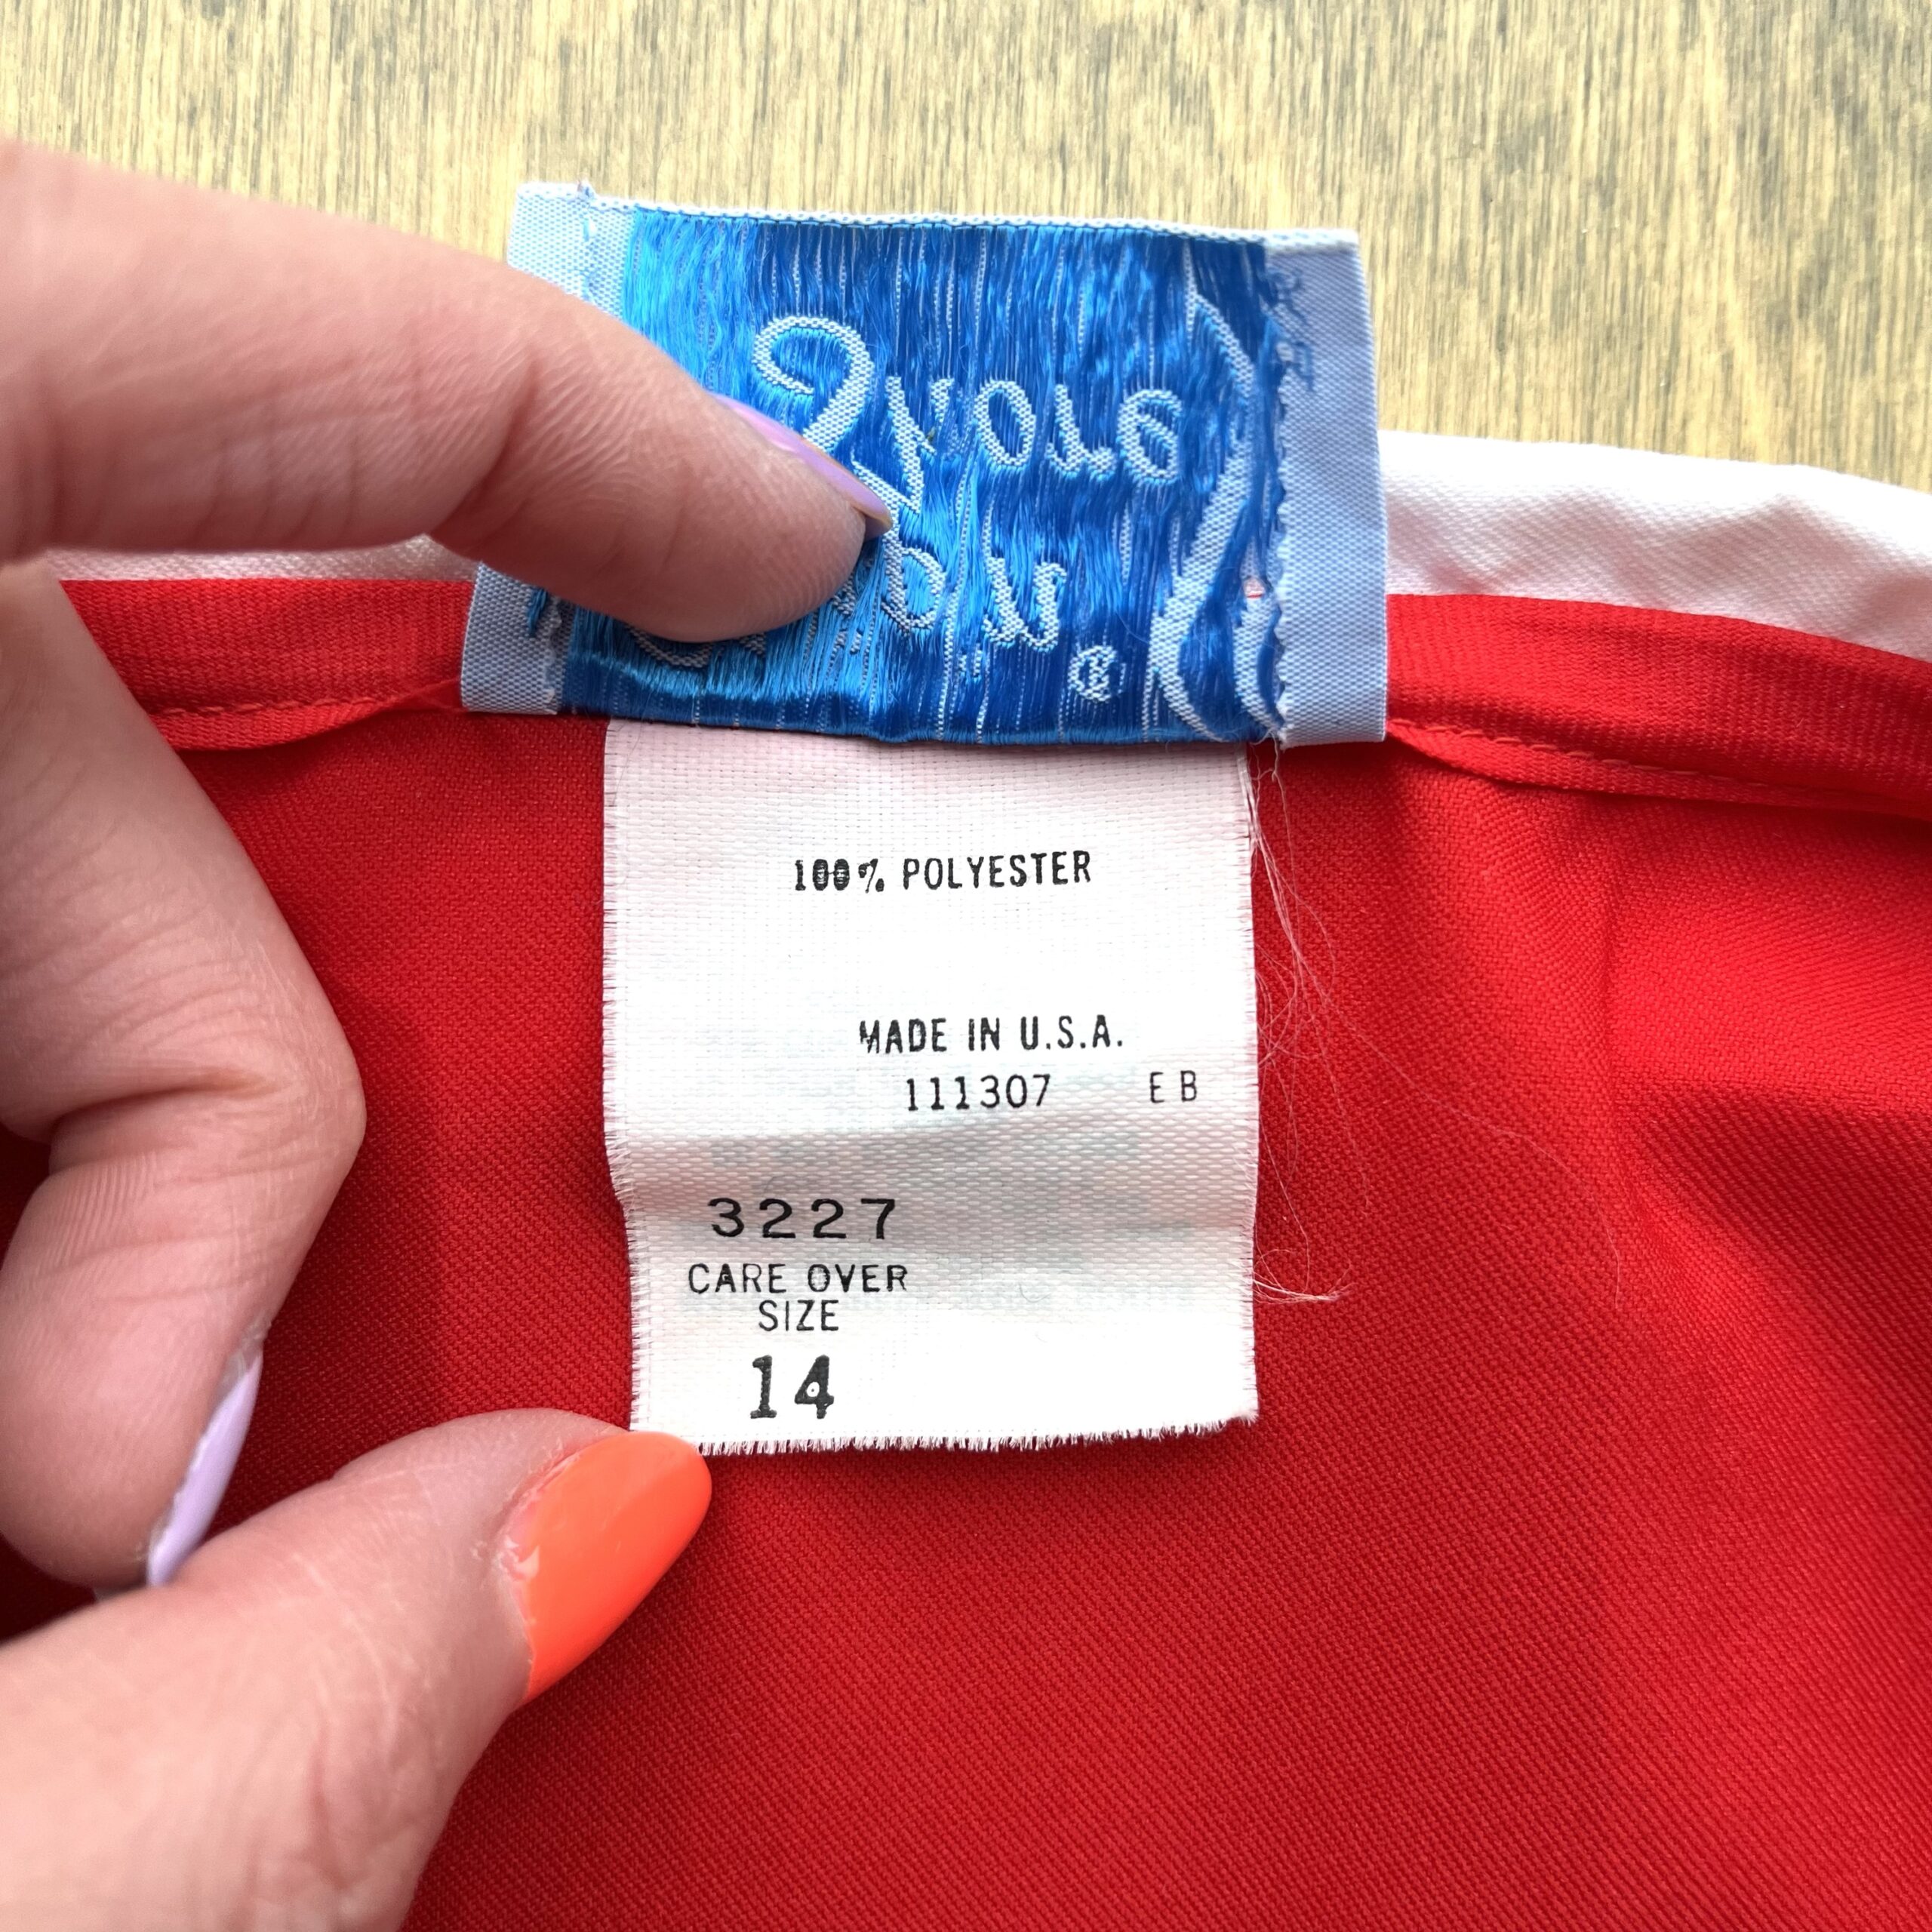 ®
100% POLYESTER
MADE IN U.S.A.
111307 EB
3227
CARE OVER
SIZE
14